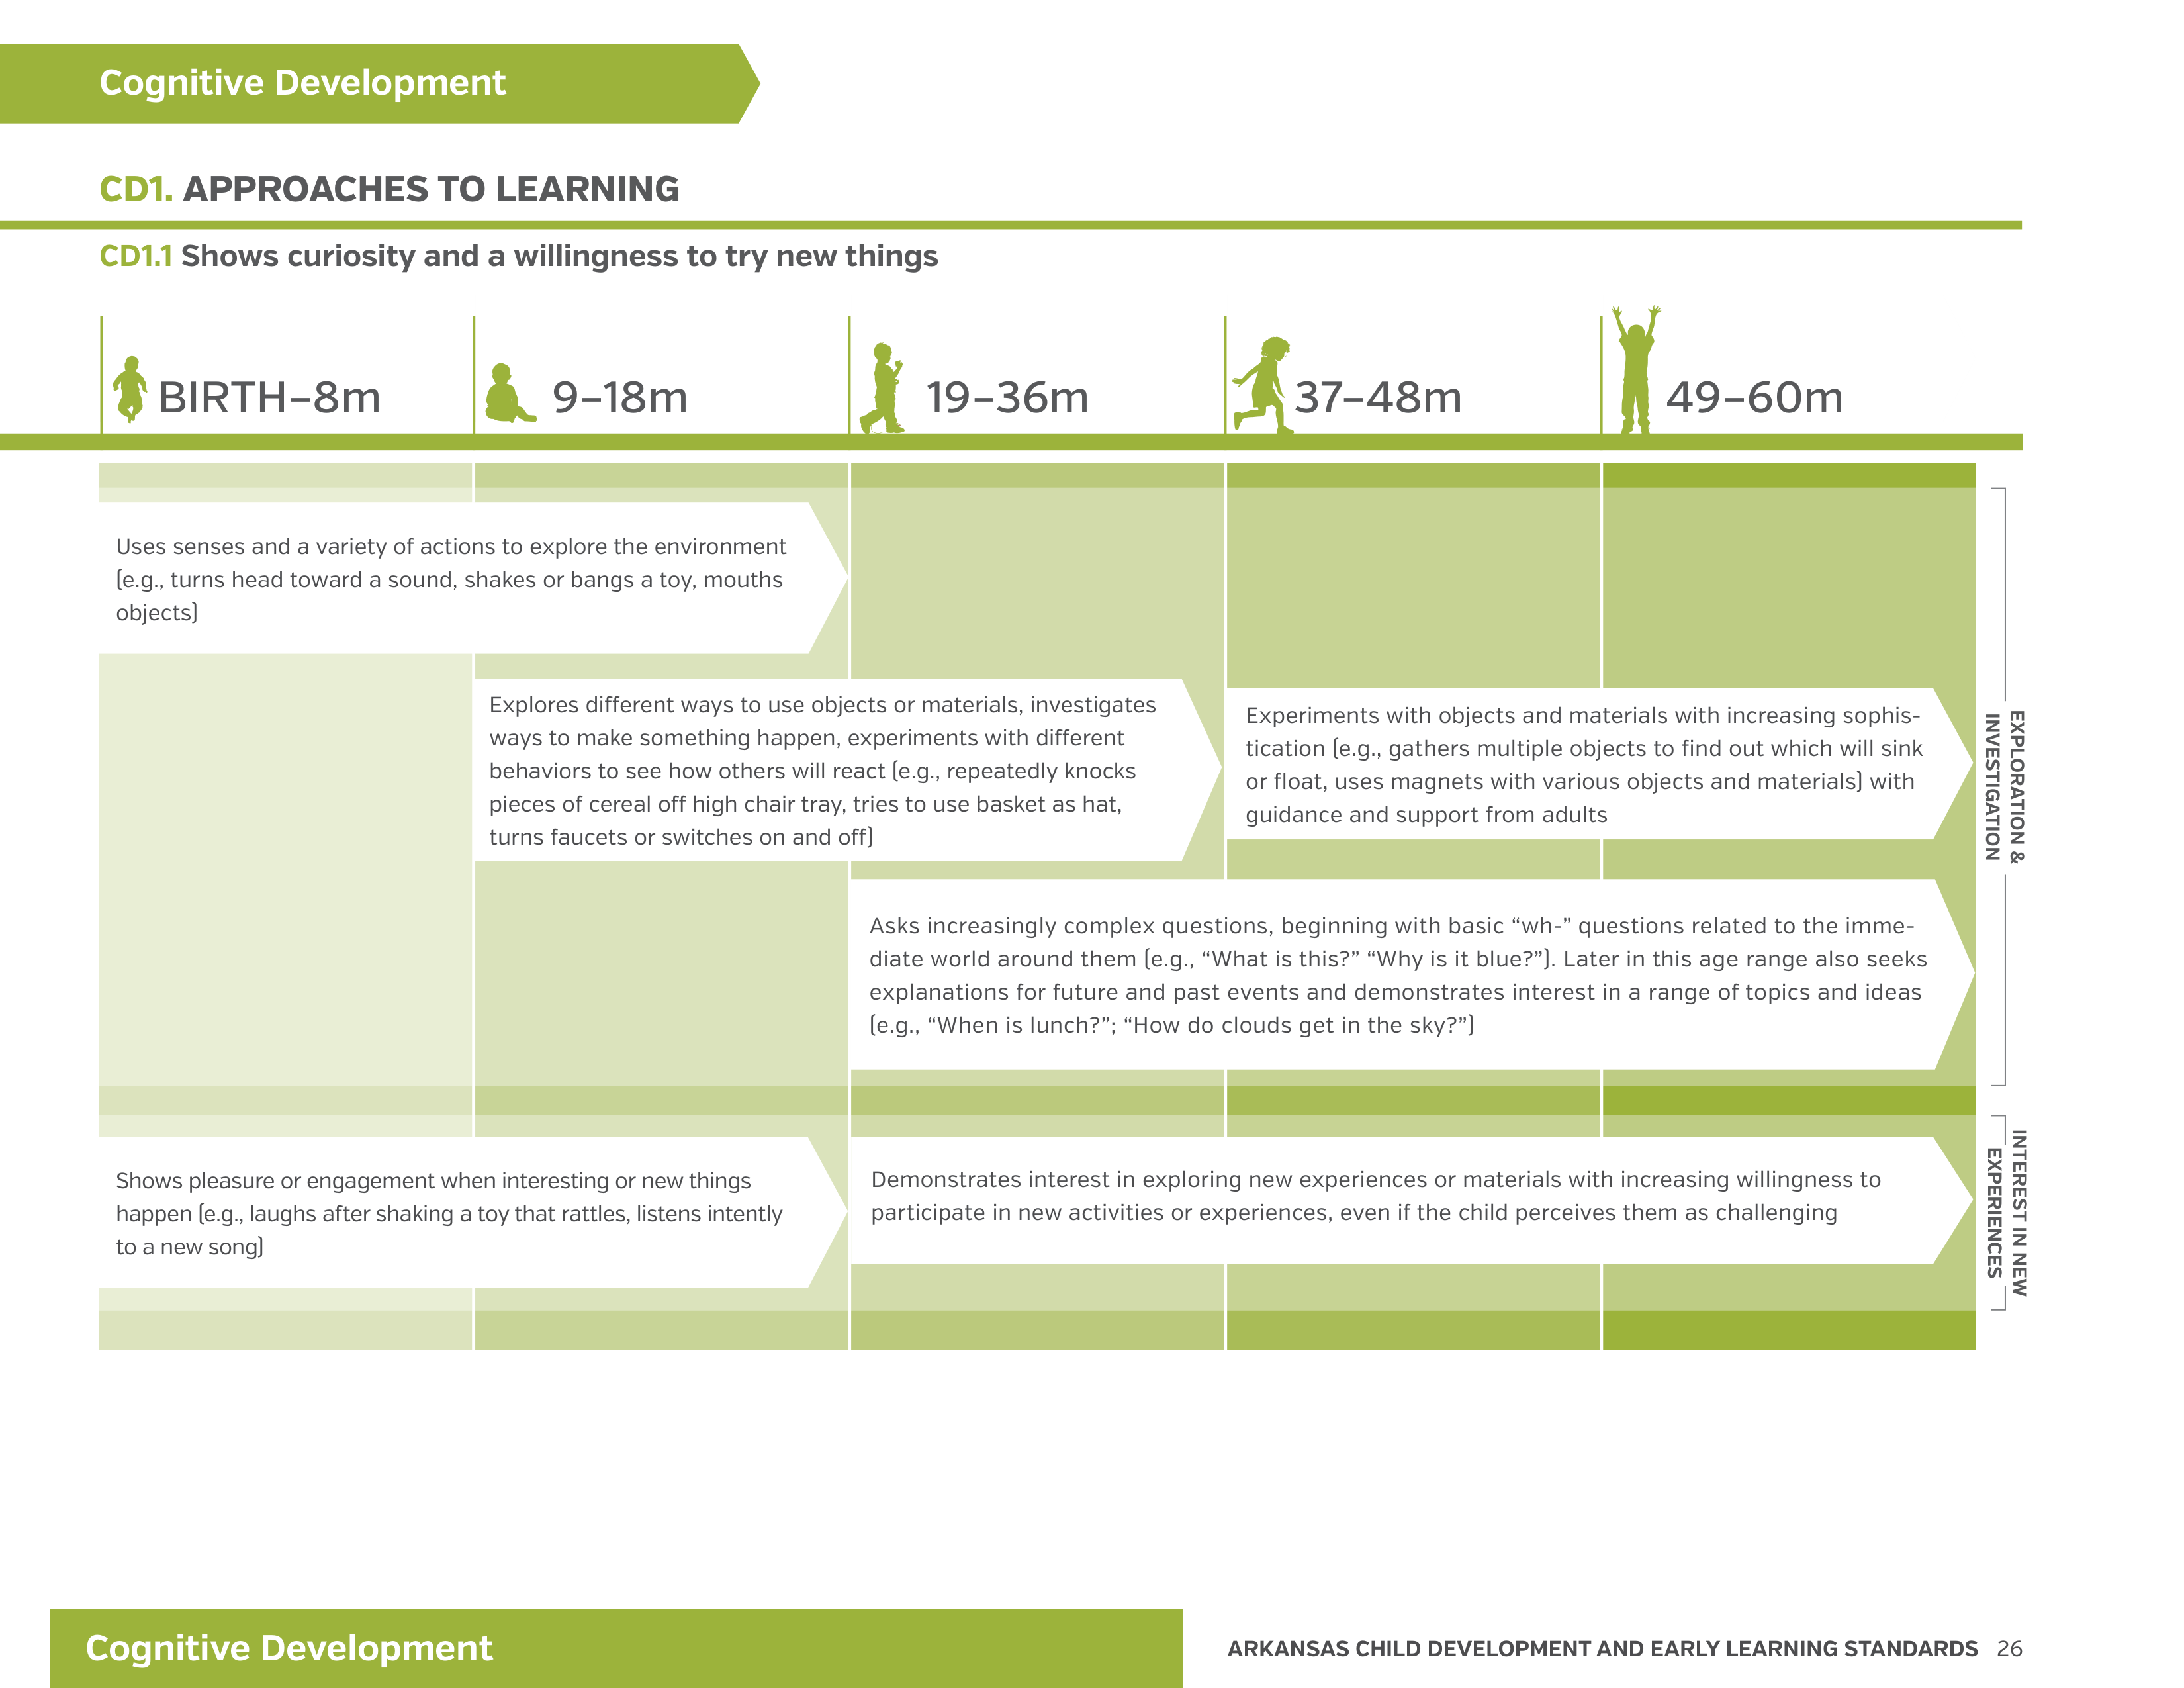 Cognitive Development
CD1. APPROACHES TO LEARNING
CD1.1 Shows curiosity and a willingness to try new things
BIRTH–8m
9–18m
19–36m
37–48m
49–60m
Uses senses and a variety of actions to explore the environment
(e.g., turns head toward a sound, shakes or bangs a toy, mouths
objects)
Explores different ways to use objects or materials, investigates
ways to make something happen, experiments with different
behaviors to see how others will react (e.g., repeatedly knocks
pieces of cereal off high chair tray, tries to use basket as hat,
turns faucets or switches on and off)
Experiments with objects and materials with increasing sophis-
tication (e.g., gathers multiple objects to find out which will sink
or float, uses magnets with various objects and materials) with
guidance and support from adults
Asks increasingly complex questions, beginning with basic “wh-” questions related to the imme-
diate world around them (e.g., “What is this?” “Why is it blue?”). Later in this age range also seeks
explanations for future and past events and demonstrates interest in a range of topics and ideas
(e.g., “When is lunch?”; “How do clouds get in the sky?”)
EXPLORATION &
INVESTIGATION
Shows pleasure or engagement when interesting or new things
happen (e.g., laughs after shaking a toy that rattles, listens intently
to a new song)
Demonstrates interest in exploring new experiences or materials with increasing willingness to
participate in new activities or experiences, even if the child perceives them as challenging
INTEREST IN NEW
EXPERIENCES
Cognitive Development
ARKANSAS CHILD DEVELOPMENT AND EARLY LEARNING STANDARDS 26